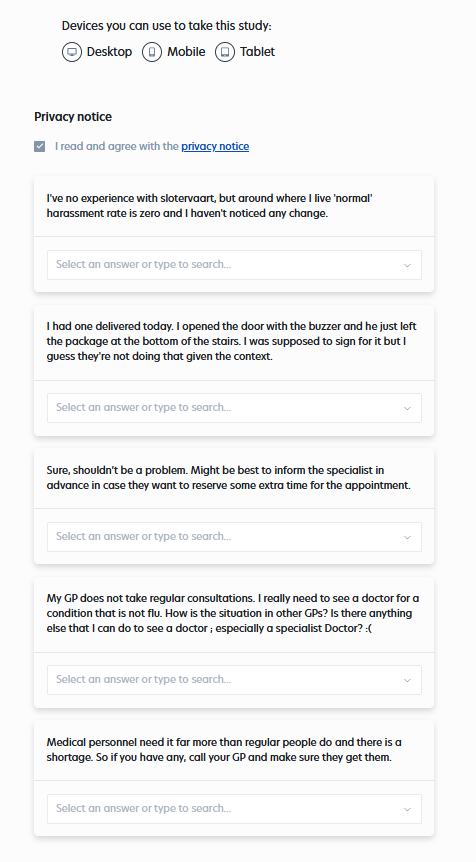 Devices you can use to take this study:
Desktop Mobile Tablet
Privacy notice
I read and agree with the privacy notice
I've no experience with slotervaart, but around where I live 'normal'
harassment rate is zero and I haven't noticed any change.
Select an answer or type to search...
I had one delivered today. I opened the door with the buzzer and he just left
the package at the bottom of the stairs. I was supposed to sign for it but I
guess they're not doing that given the context.
Select an answer or type to search...
Sure, shouldn't be a problem. Might be best to inform the specialist in
advance in case they want to reserve some extra time for the appointment.
Select an answer or type to search...
My GP does not take regular consultations. I really need to see a doctor for a
condition that is not flu. How is the situation in other GPs? Is there anything
else that I can do to see a doctor ; especially a specialist Doctor? :(
Select an answer or type to search...
Medical personnel need it far more than regular people do and there is a
shortage. So if you have any, call your GP and make sure they get them.
Select an answer or type to search...